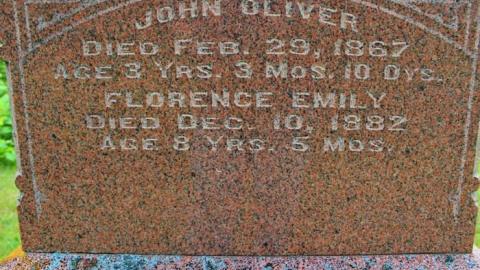 JOHN OLIVER
DIED FEB. 29, 1867
AGE 3 YRS. 3 MOS. 10 DYS.
FLORENCE EMILY
DIED DEC. 10, 1882
AGE 8 YRS. 5 MOS.